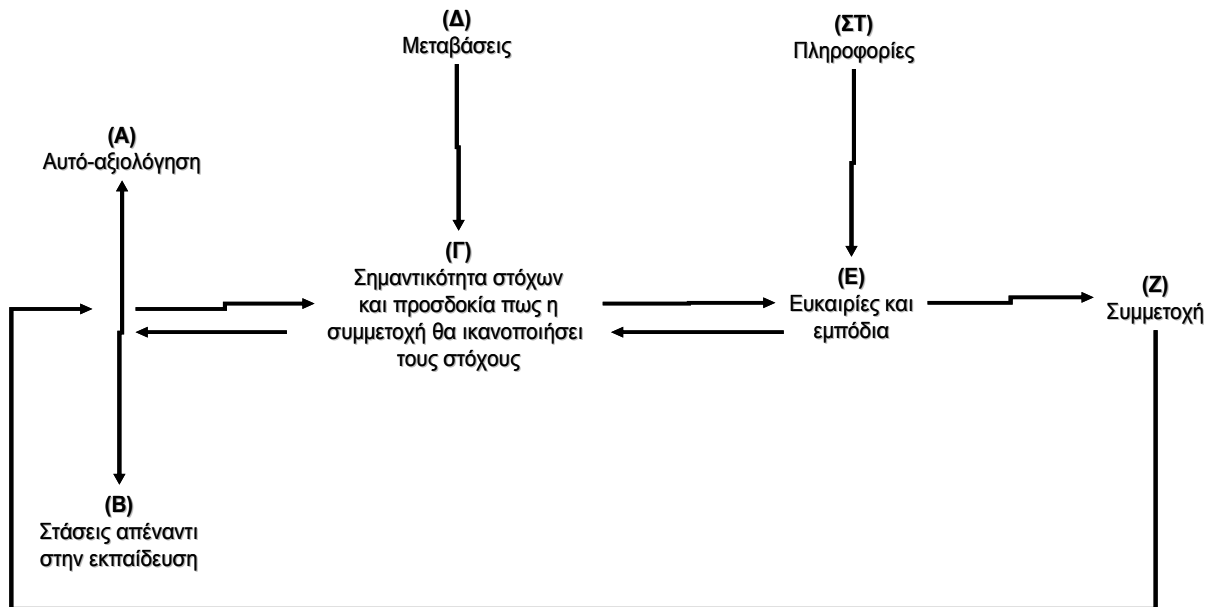 (Δ)
Μεταβάσεις
(ΣΤ)
Πληροφορίες
(Α)
Αυτό-αξιολόγηση
(Γ)
Σημαντικότητα στόχων
και προσδοκία πως η
συμμετοχή θα ικανοποιήσει
τους στόχους
(Ε)
Ευκαιρίες και
εμπόδια
(Ζ)
Συμμετοχή
(Β)
Στάσεις απέναντι
στην εκπαίδευση